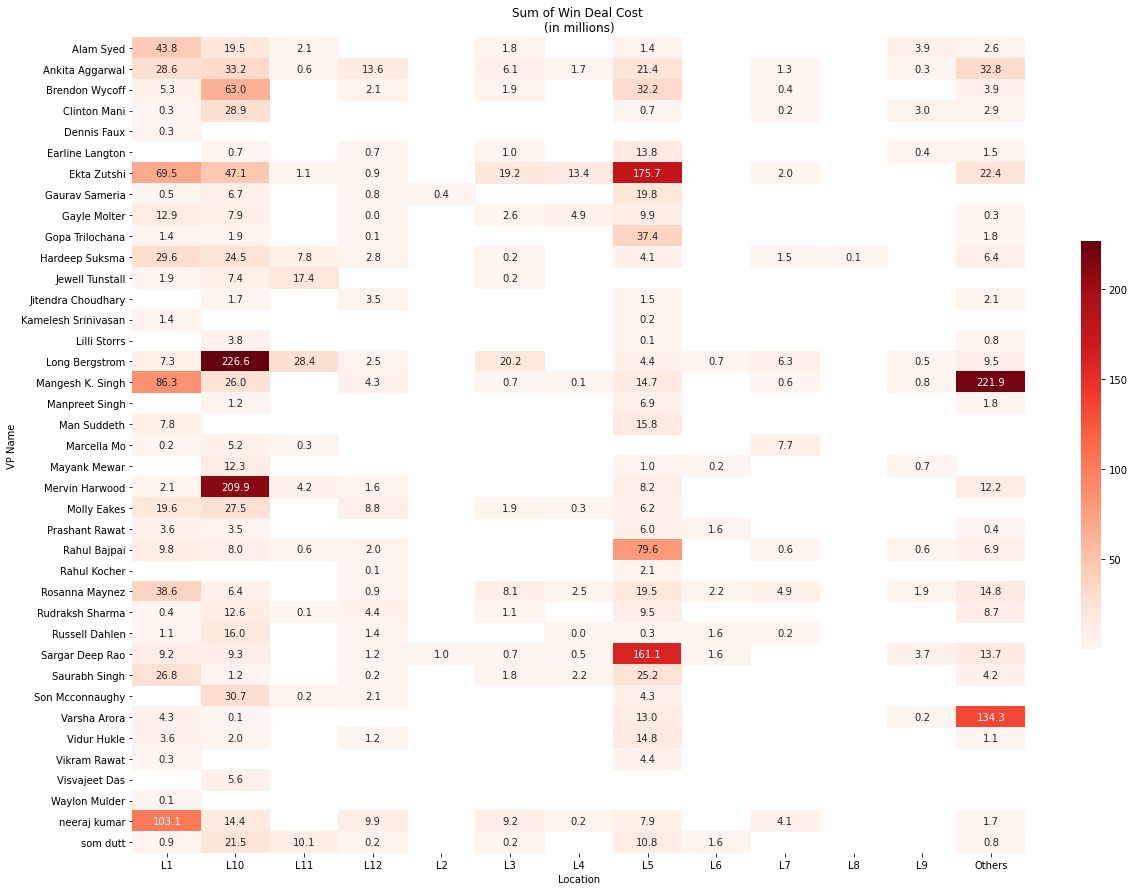 Sum of Win Deal Cost
(in millions)
VP Name
Alam Syed 43.8 19.5 2.1 1.8 1.4 3.9 2.6
Ankita Aggarwal 28.6 33.2 0.6 13.6 6.1 1.7 21.4 1.3 0.3 32.8
Brendon Wycoff 5.3 63.0 2.1 1.9 32.2 0.4 3.9
Clinton Mani 0.3 28.9 0.7 0.2 3.0 2.9
Dennis Faux 0.3
Earline Langton 0.7 0.7 1.0 13.8 0.4 1.5
Ekta Zutshi 69.5 47.1 1.1 0.9 19.2 13.4 175.7 2.0 22.4
Gaurav Sameria 0.5 6.7 0.8 0.4 19.8
Gayle Molter 12.9 7.9 0.0 2.6 4.9 9.9 0.3
Gopa Trilochana 1.4 1.9 0.1 37.4 1.8
Hardeep Suksma 29.6 24.5 7.8 2.8 0.2 4.1 1.5 0.1 6.4
200
Jewell Tunstall 1.9 7.4 17.4 0.2
Jitendra Choudhary 1.7 3.5 1.5 2.1
Kamelesh Srinivasan 1.4 0.2
Lilli Storrs 3.8 0.1 0.8
Long Bergstrom 7.3 226.6 28.4 2.5 20.2 4.4 0.7 6.3 0.5 9.5
150
Mangesh K. Singh 86.3 26.0 4.3 0.7 0.1 14.7 0.6 0.8 221.9
Manpreet Singh 1.2 6.9 1.8
Man Suddeth 7.8 15.8
Marcella Mo 0.2 5.2 0.3 7.7
Mayank Mewar 12.3 1.0 0.2 0.7
100
Mervin Harwood 2.1 209.9 4.2 1.6 8.2 12.2
Molly Eakes 19.6 27.5 8.8 1.9 0.3 6.2
Prashant Rawat 3.6 3.5 6.0 1.6 0.4
Rahul Bajpai 9.8 8.0 0.6 2.0 79.6 0.6 0.6 6.9
50
Rahul Kocher 0.1 2.1
Rosanna Maynez 38.6 6.4 0.9 8.1 2.5 19.5 2.2 4.9 1.9 14.8
Rudraksh Sharma 0.4 12.6 0.1 4.4 1.1 9.5 8.7
Russell Dahlen 1.1 16.0 1.4 0.0 0.3 1.6 0.2
Sargar Deep Rao 9.2 9.3 1.2 1.0 0.7 0.5 161.1 1.6 3.7 13.7
Saurabh Singh 26.8 1.2 0.2 1.8 2.2 25.2 4.2
Son Mcconnaughy 30.7 0.2 2.1 4.3
Varsha Arora 4.3 0.1 13.0 0.2 134.3
Vidur Hukle 3.6 2.0 1.2 14.8 1.1
Vikram Rawat 0.3 4.4
Visvajeet Das 5.6
Waylon Mulder 0.1
neeraj kumar 103.1 14.4 9.9 9.2 0.2 7.9 4.1 1.7
som dutt 0.9 21.5 10.1 0.2 0.2 10.8 1.6 0.8
L1 L10 L11 L12 L2 L3 L4 L5 L6 L7 L8 L9 Others
Location